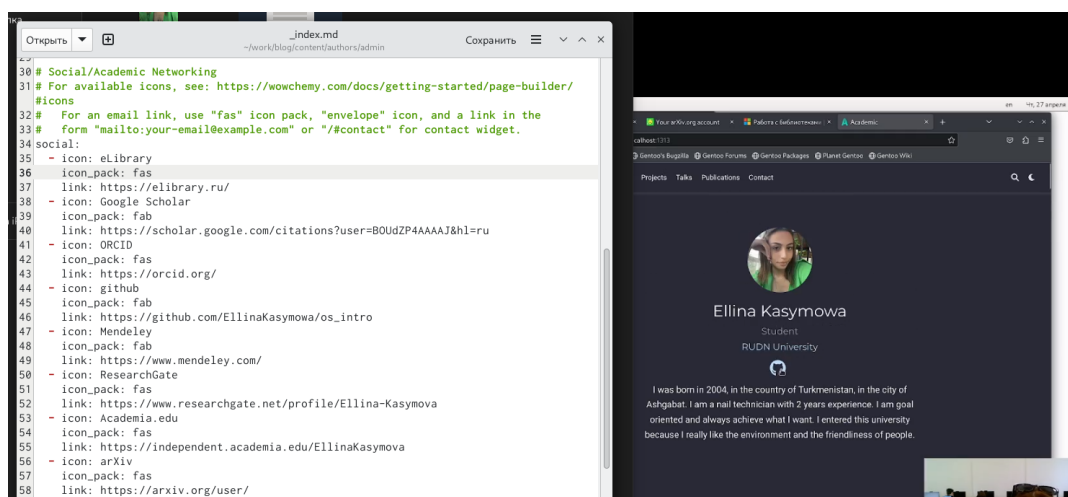 Открыть
_index.md
~/work/blog/content/authors/admin
Сохранить
30 # Social/Academic Networking
31 # For available icons, see: https://wowchemy.com/docs/getting-started/page-builder/
#icons
32 #   For an email link, use "fas" icon pack, "envelope" icon, and a link in the
33 #   form "mailto:your-email@example.com" or "/#contact" for contact widget.
34 social:
35   - icon: eLibrary
36     icon_pack: fas
37     link: https://elibrary.ru/
38   - icon: Google Scholar
39     icon_pack: fab
40     link: https://scholar.google.com/citations?user=BOUdZP4AAAAJ&hl=ru
41   - icon: ORCID
42     icon_pack: fas
43     link: https://orcid.org/
44   - icon: github
45     icon_pack: fab
46     link: https://github.com/EllinaKasymowa/os_intro
47   - icon: Mendeley
48     icon_pack: fab
49     link: https://www.mendeley.com/
50   - icon: ResearchGate
51     icon_pack: fas
52     link: https://www.researchgate.net/profile/Ellina-Kasymova
53   - icon: Academia.edu
54     icon_pack: fas
55     link: https://independent.academia.edu/EllinaKasymova
56   - icon: arXiv
57     icon_pack: fas
58     link: https://arxiv.org/user/
en Чт, 27 апреля
Your arXiv.org account × Работа с библиотеками × Academic ×
calhost:1313
Gentoo's Bugzilla Gentoo Forums Gentoo Packages Planet Gentoo Gentoo Wiki
Projects Talks Publications Contact
Ellina Kasymowa
Student
RUDN University
I was born in 2004, in the country of Turkmenistan, in the city of
Ashgabat. I am a nail technician with 2 years experience. I am goal
oriented and always achieve what I want. I entered this university
because I really like the environment and the friendliness of people.